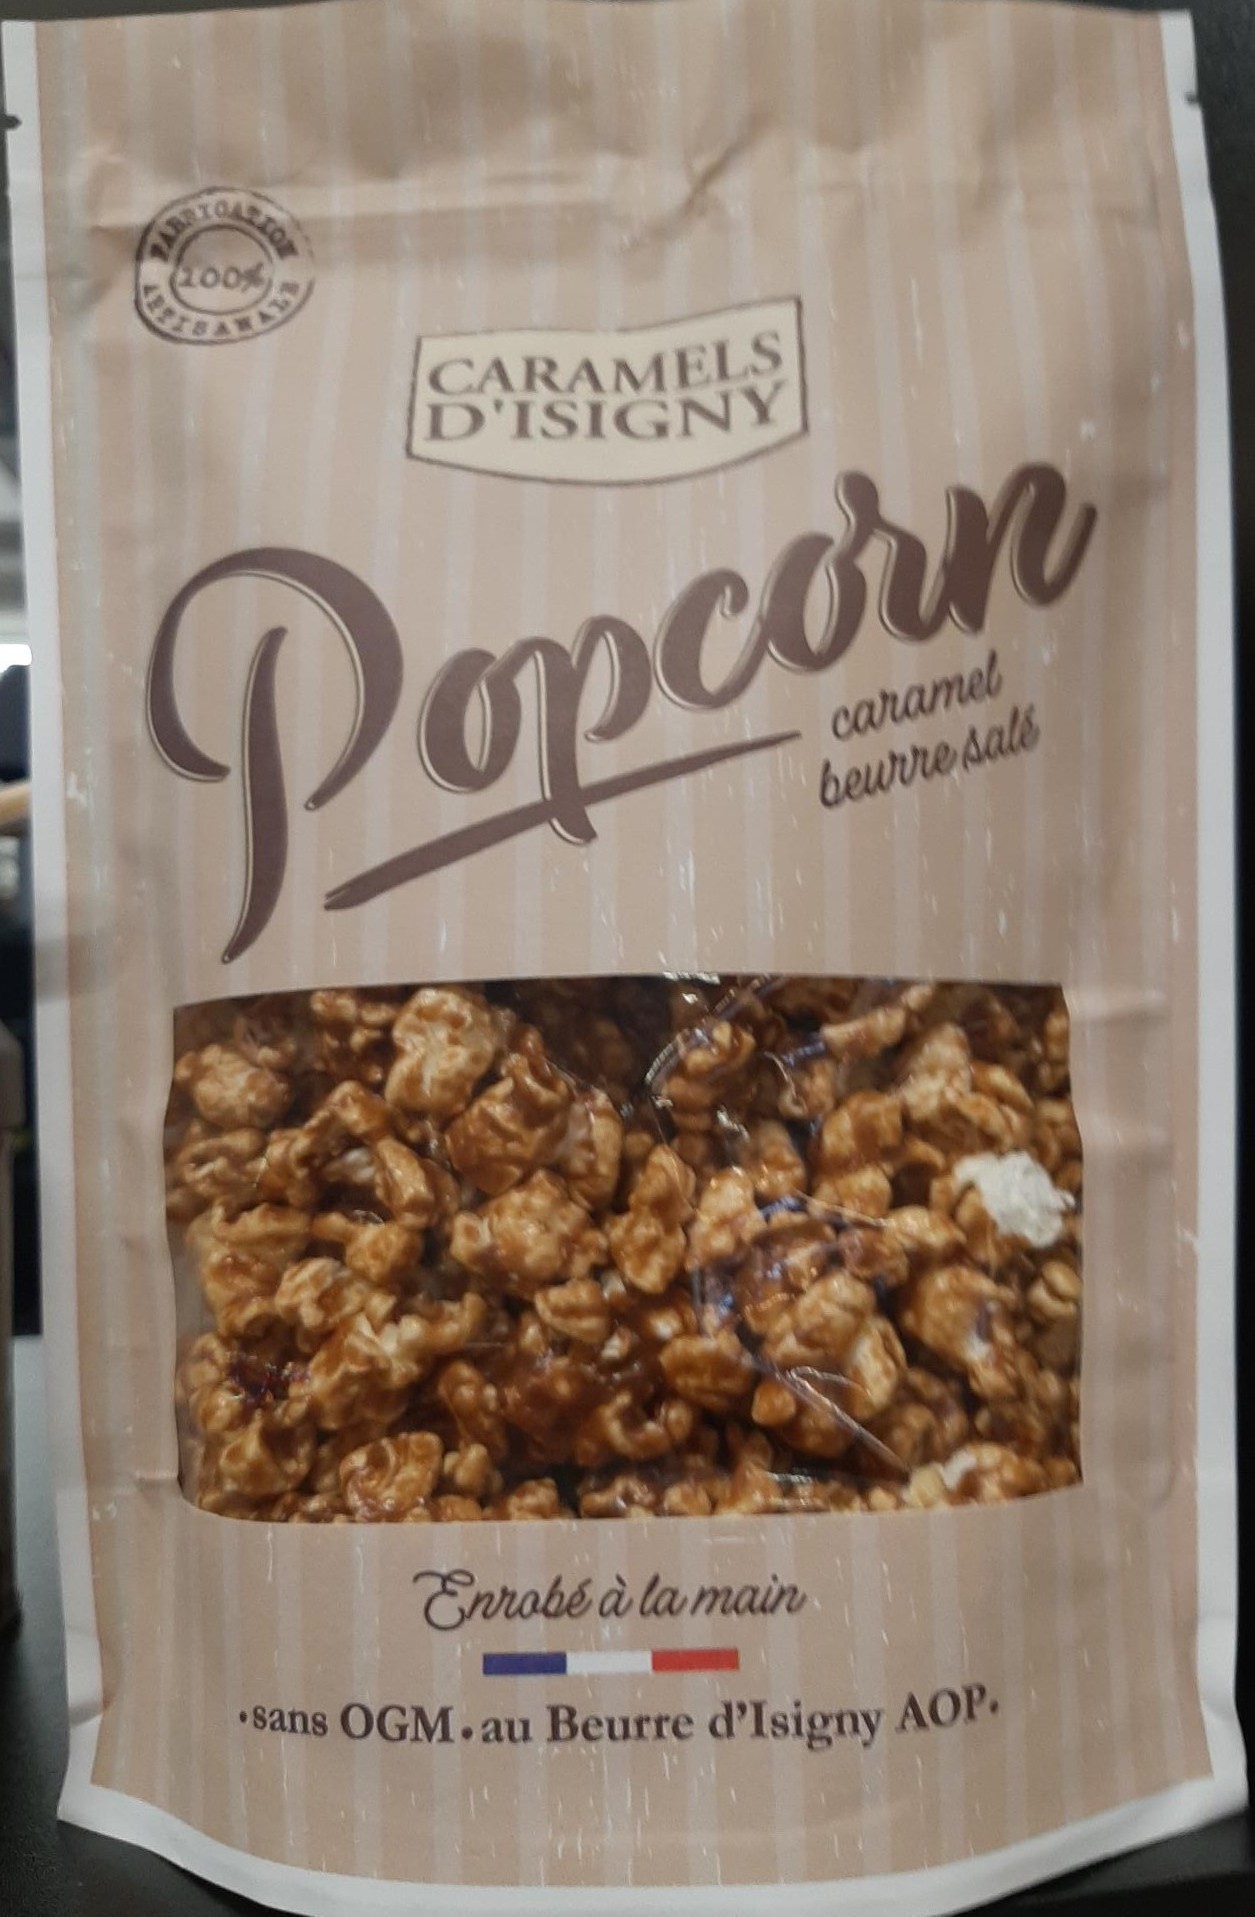 FABRICATION
100%
ARTISANALE
CARAMELS
D'ISIGNY
Popcorn
caramel
beurre salé
Enrobé à la main
•sans OGM • au Beurre d'Isigny AOP•